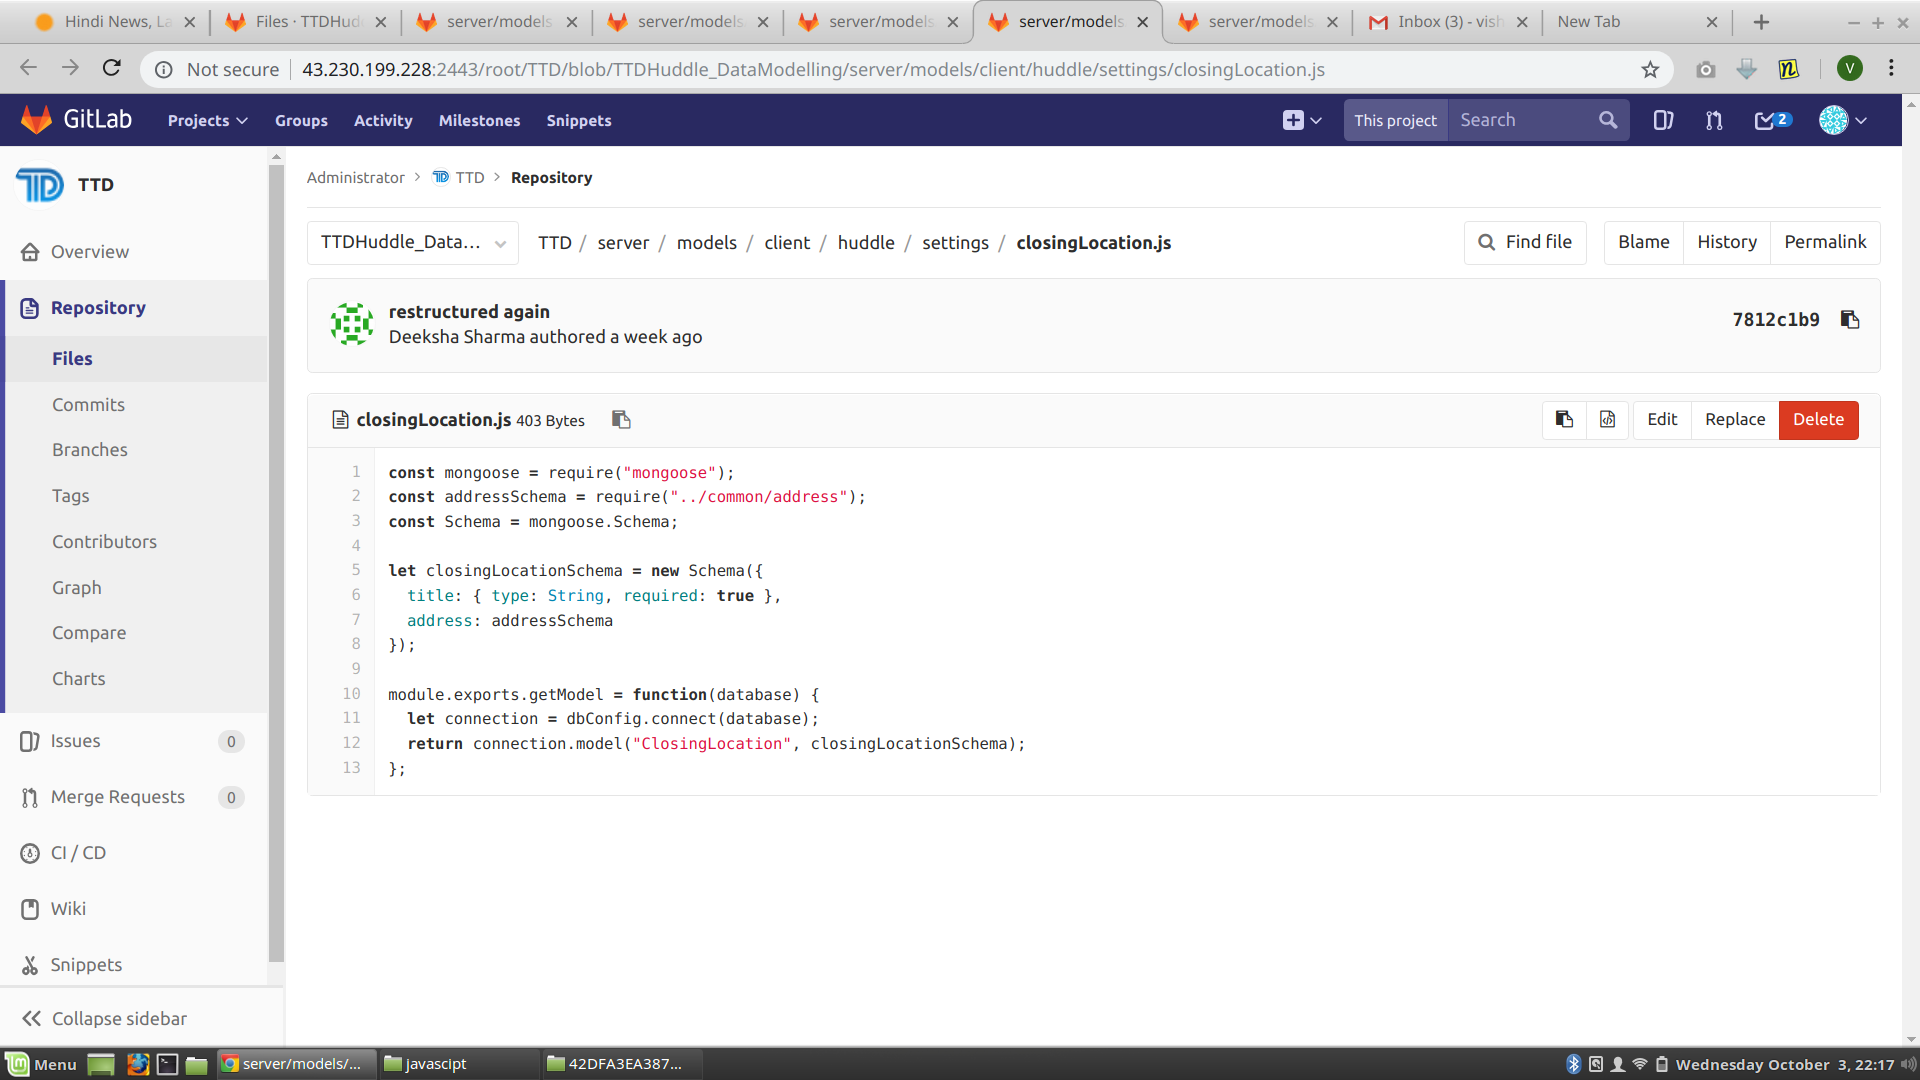 Hindi News, La
Files · TTDHud
server/models
server/models
server/models
server/models
server/models
Inbox (3) - vish
New Tab
Not secure
43.230.199.228:2443/root/TTD/blob/TTDHuddle_DataModelling/server/models/client/huddle/settings/closingLocation.js
V
GitLab
Projects
Groups
Activity
Milestones
Snippets
This project
Search
2
TTD
Overview
Repository
Files
Commits
Branches
Tags
Contributors
Graph
Compare
Charts
Issues 0
Merge Requests 0
CI / CD
Wiki
Snippets
Collapse sidebar
Administrator > TTD > Repository
TTDHuddle_Data...
TTD / server / models / client / huddle / settings / closingLocation.js
Find file
Blame
History
Permalink
restructured again
Deeksha Sharma authored a week ago
7812c1b9
closingLocation.js 403 Bytes
Edit
Replace
Delete
1 const mongoose = require("mongoose");
2 const addressSchema = require("../common/address");
3 const Schema = mongoose.Schema;
4
5 let closingLocationSchema = new Schema({
6 title: { type: String, required: true },
7 address: addressSchema
8 });
9
10 module.exports.getModel = function(database) {
11 let connection = dbConfig.connect(database);
12 return connection.model("ClosingLocation", closingLocationSchema);
13 };
Menu
server/models/...
javascipt
42DFA3EA387...
Wednesday October 3, 22:17